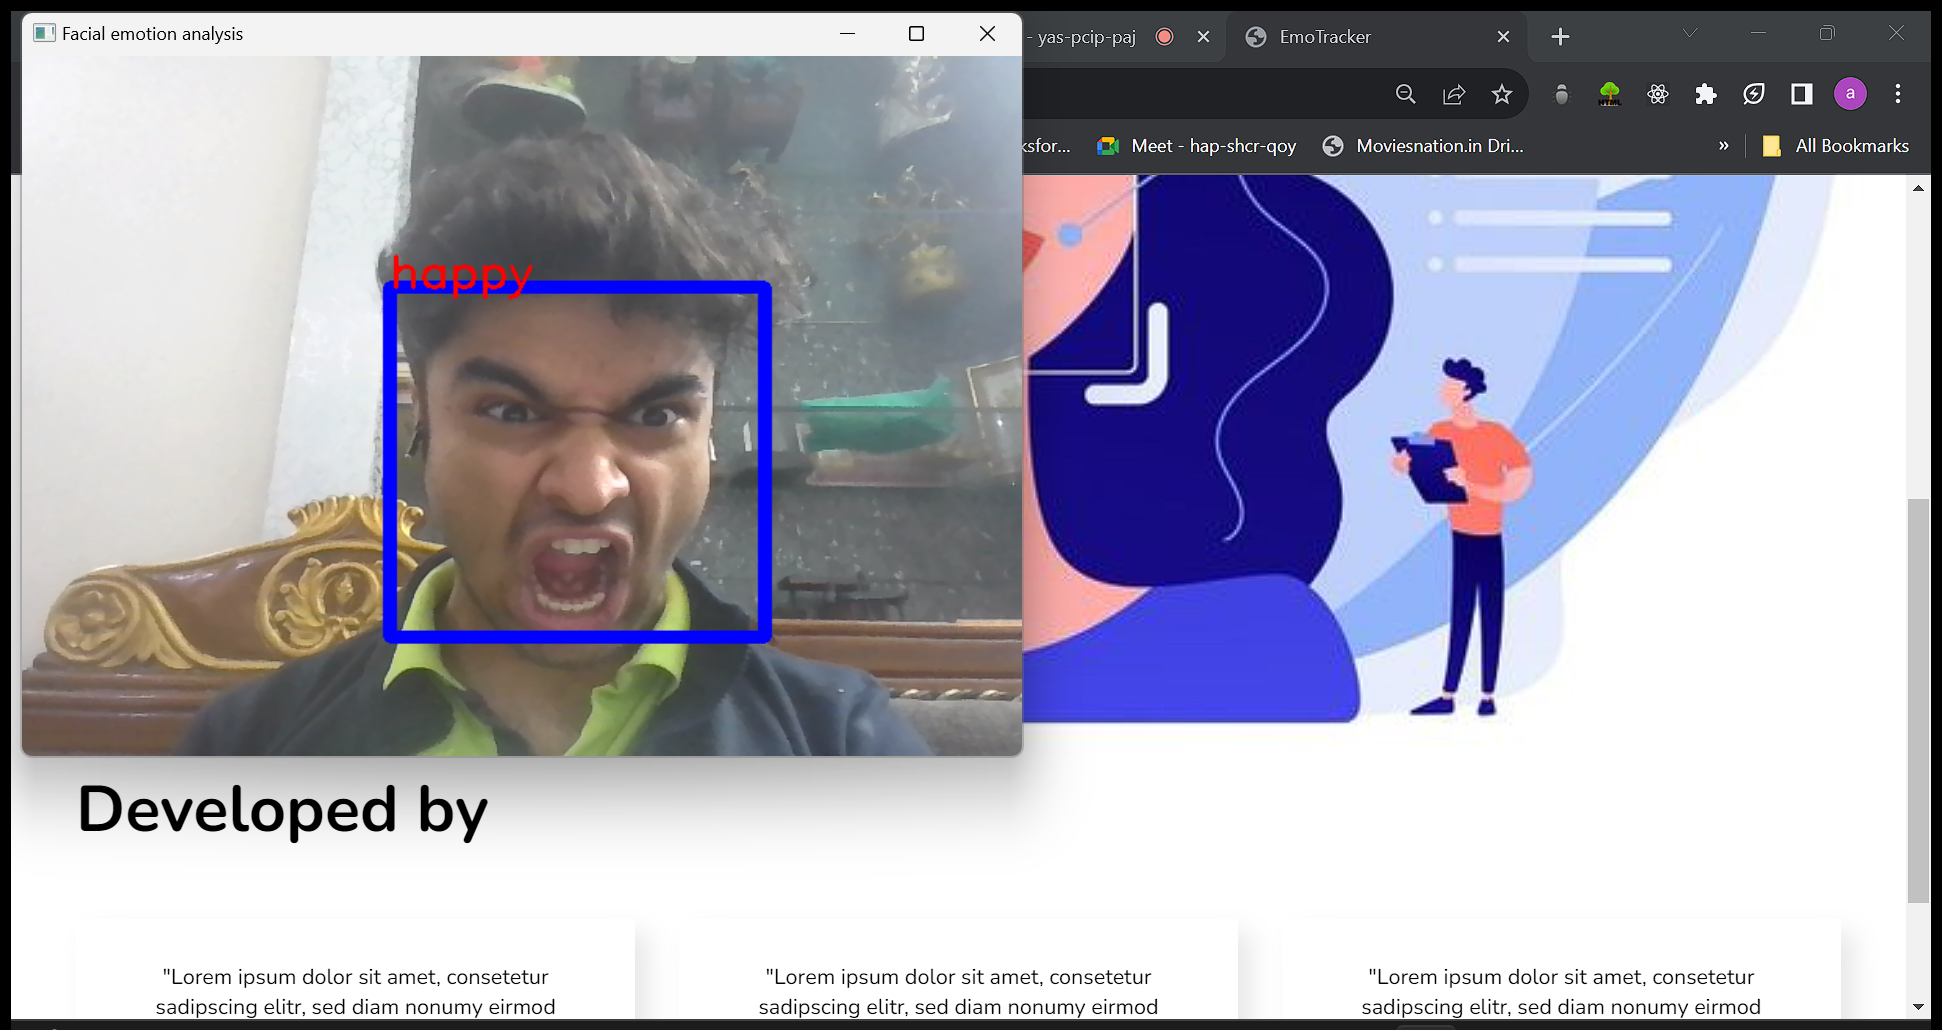 Facial emotion analysis
- yas-pcip-paj
EmoTracker
a
ksfor...
Meet - hap-shcr-qoy
Moviesnation.in Dri...
»
All Bookmarks
happy
Developed by
"Lorem ipsum dolor sit amet, consetetur
sadipscing elitr, sed diam nonumy eirmod
"Lorem ipsum dolor sit amet, consetetur
sadipscing elitr, sed diam nonumy eirmod
"Lorem ipsum dolor sit amet, consetetur
sadipscing elitr, sed diam nonumy eirmod